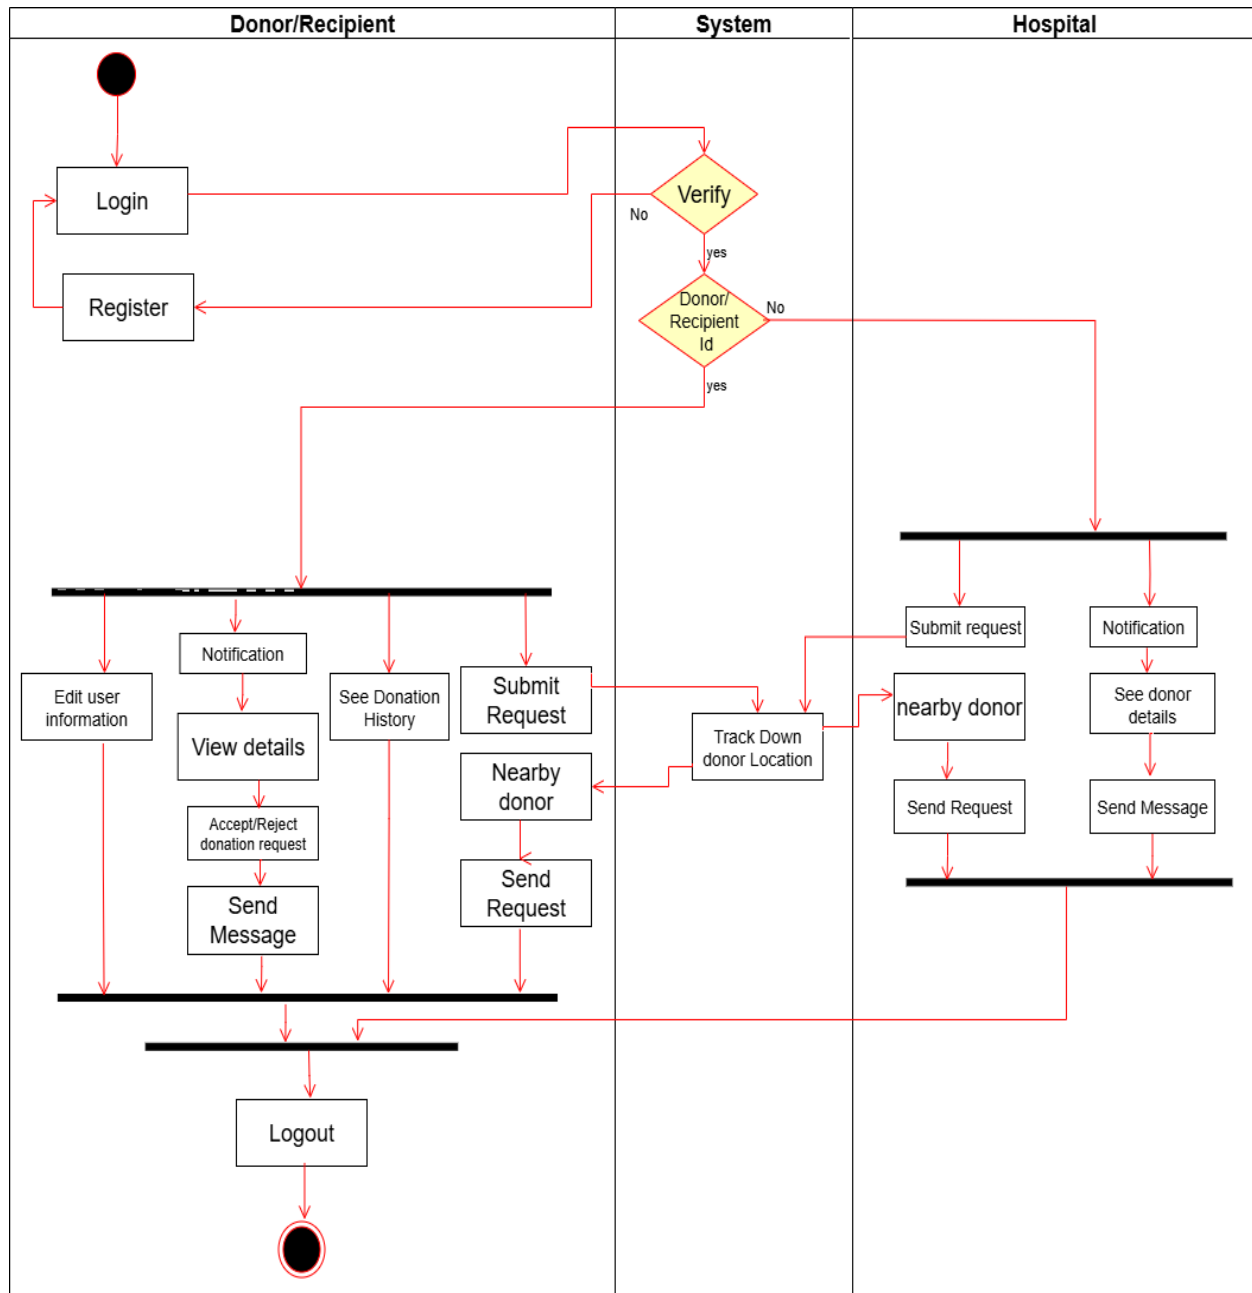 Donor/Recipient
System
Hospital
Login
Verify
No
yes
Register
Donor/
Recipient
Id
No
yes
Submit request
Notification
Notification
Edit user
information
See Donation
History
Submit
Request
nearby donor
See donor
details
View details
Track Down
donor Location
Nearby
donor
Accept/Reject
donation request
Send Request
Send Message
Send
Message
Send
Request
Logout